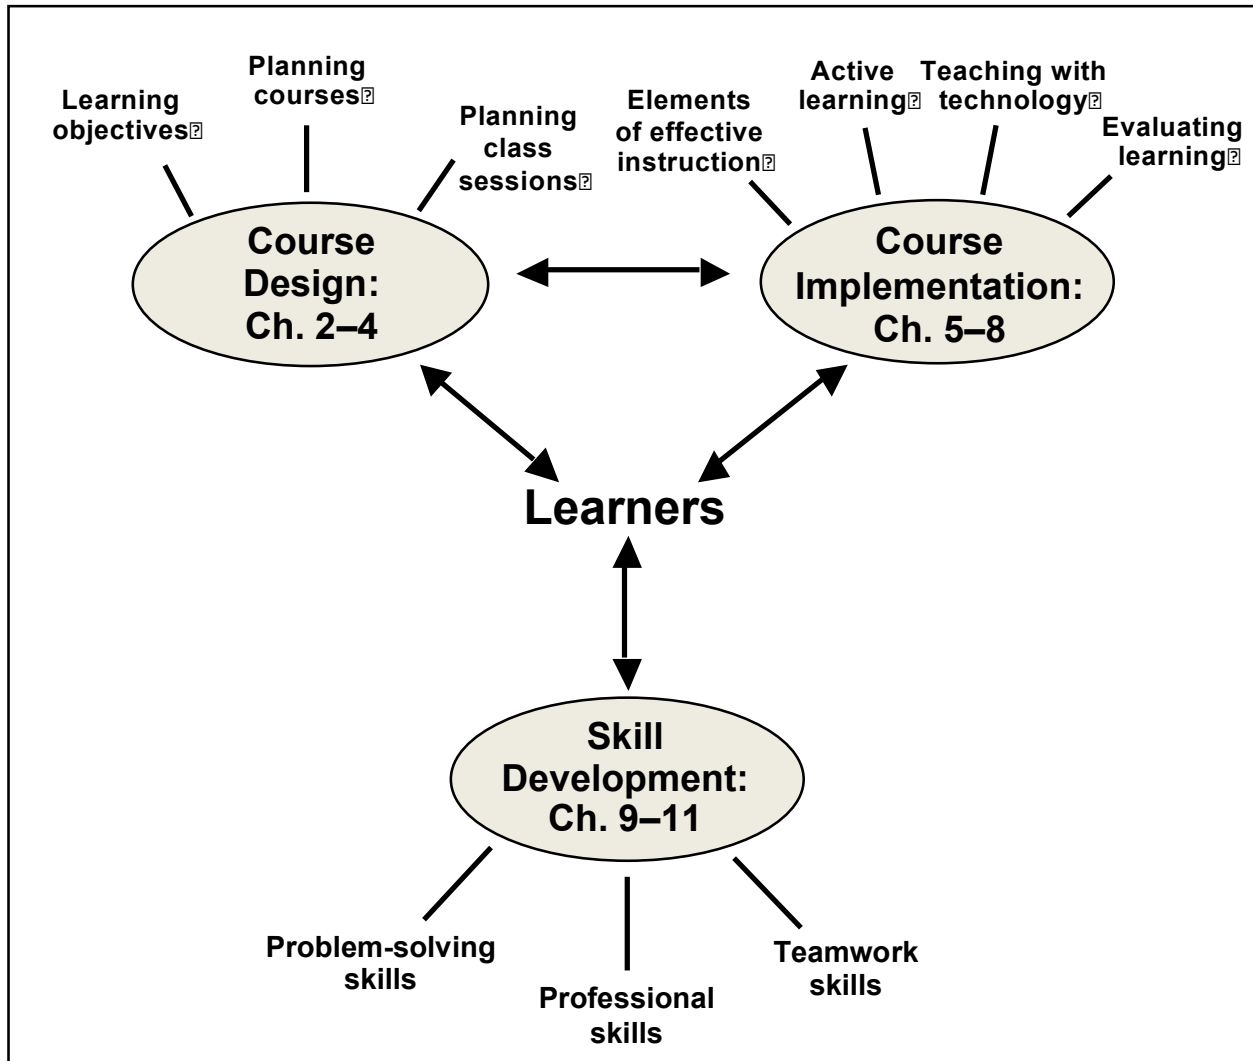 Learning
objectives
Planning
courses
Planning
class
sessions
Course
Design:
Ch. 2–4
Elements
of effective
instruction
Active
learning
Teaching with
technology
Evaluating
learning
Course
Implementation:
Ch. 5–8
Learners
Skill
Development:
Ch. 9–11
Problem-solving
skills
Professional
skills
Teamwork
skills